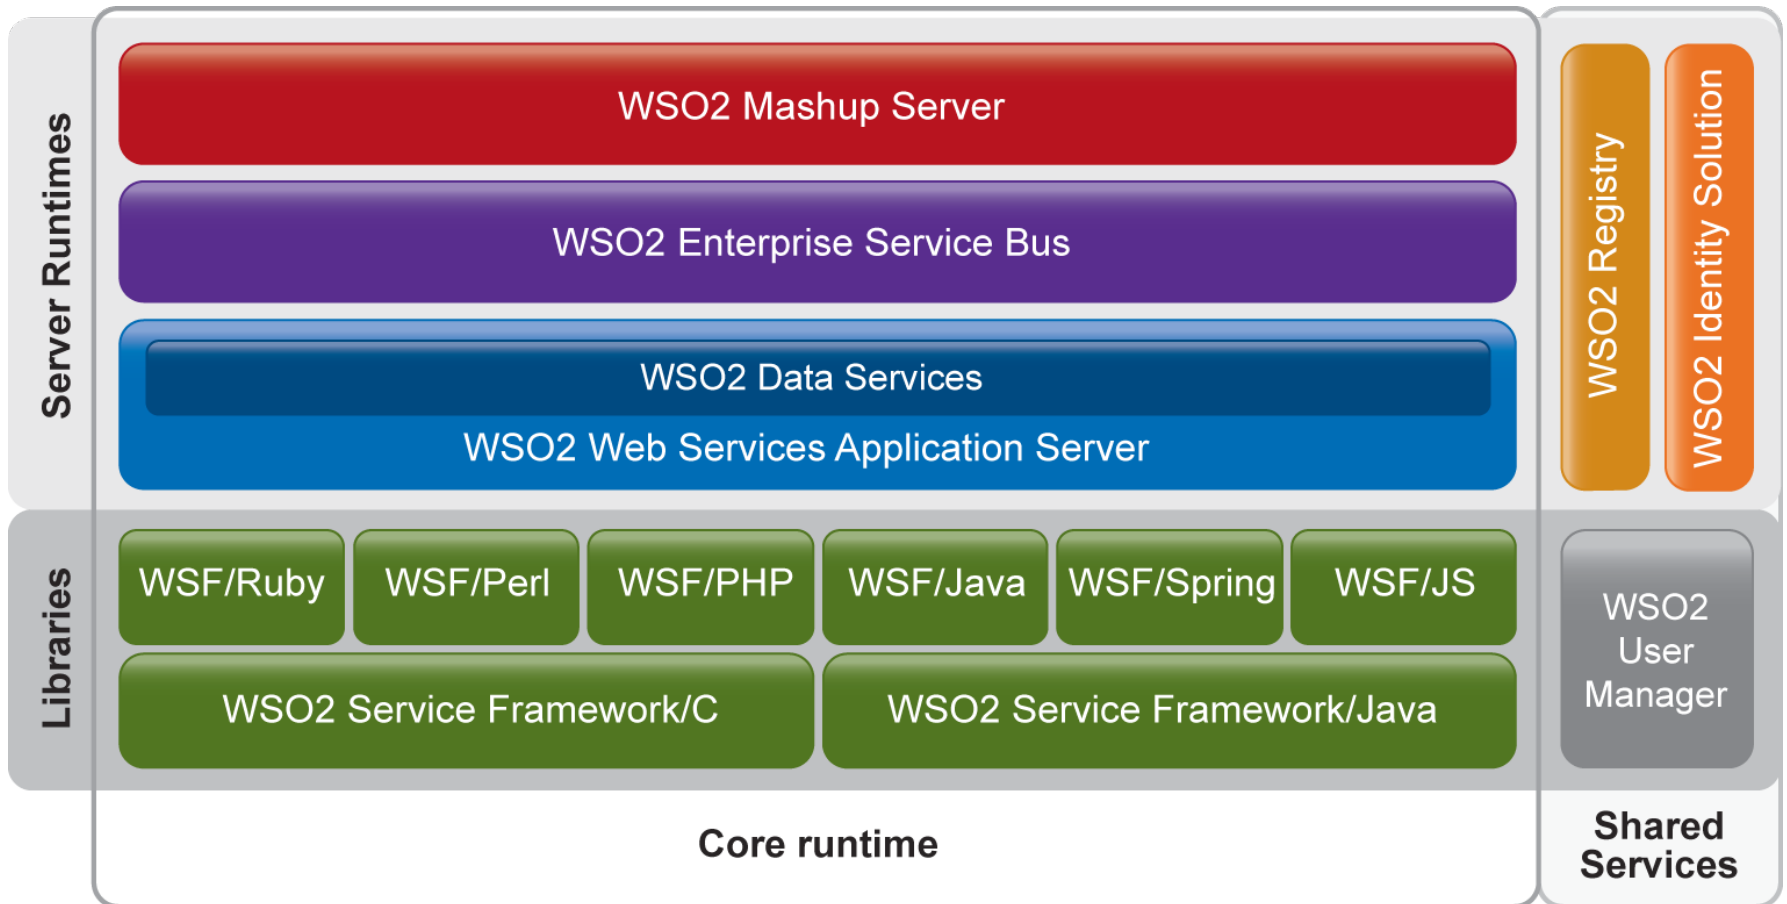 Server Runtimes
WSO2 Mashup Server
WSO2 Enterprise Service Bus
WSO2 Data Services
WSO2 Web Services Application Server
WSO2 Registry
WSO2 Identity Solution
Libraries
WSF/Ruby
WSF/Perl
WSF/PHP
WSF/Java
WSF/Spring
WSF/JS
WSO2 Service Framework/C
WSO2 Service Framework/Java
WSO2
User
Manager
Core runtime
Shared
Services